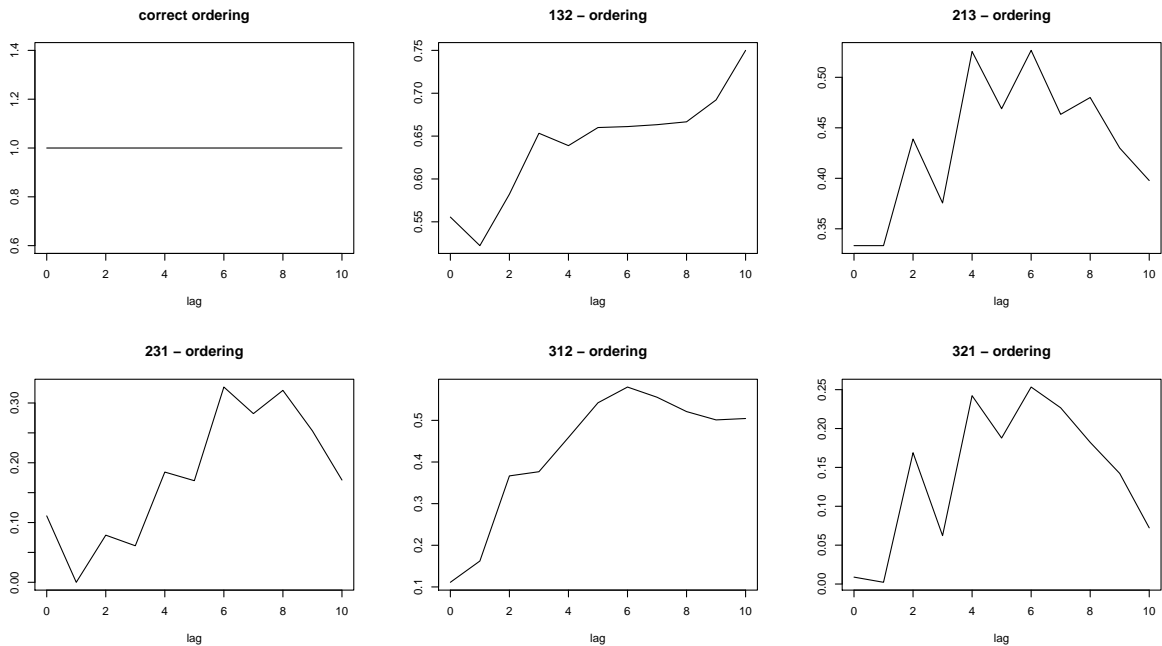 correct ordering
1.4
1.2
1.0
0.8
0.6
0 2 4 6 8 10
lag
132 – ordering
0.75
0.70
0.65
0.60
0.55
0 2 4 6 8 10
lag
213 – ordering
0.50
0.45
0.40
0.35
0 2 4 6 8 10
lag
231 – ordering
0.30
0.20
0.10
0.00
0 2 4 6 8 10
lag
312 – ordering
0.5
0.4
0.3
0.2
0.1
0 2 4 6 8 10
lag
321 – ordering
0.25
0.20
0.15
0.10
0.05
0.00
0 2 4 6 8 10
lag